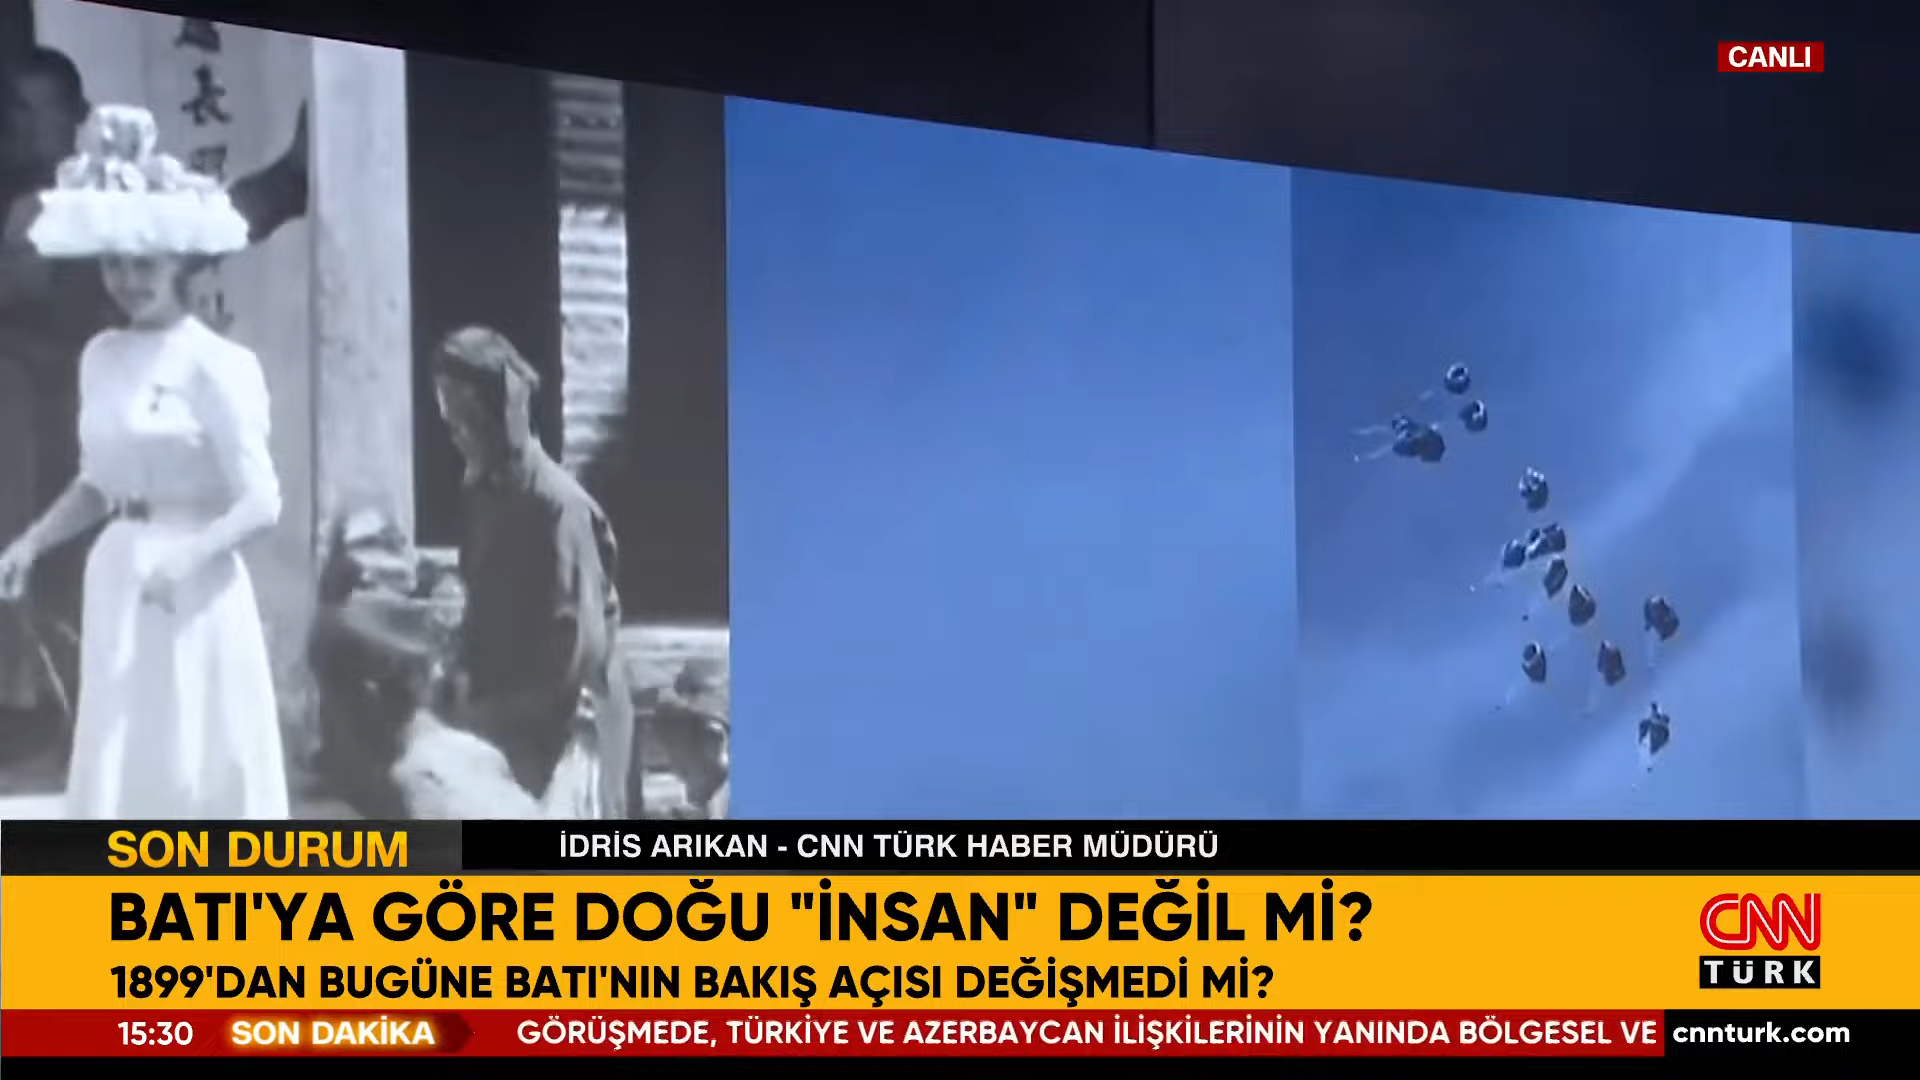 CANLI
長
SON DURUM
İDRİS ARIKAN - CNN TÜRK HABER MÜDÜRÜ
BATI'YA GÖRE DOĞU "İNSAN" DEĞİL Mİ?
1899'DAN BUGÜNE BATI'NIN BAKIŞ AÇISI DEĞİŞMEDİ Mİ?
CNN
TÜRK
15:30 SON DAKİKA GÖRÜŞMEDE, TÜRKİYE VE AZERBAYCAN İLİŞKİLERİNİN YANINDA BÖLGESEL VE cnnturk.com